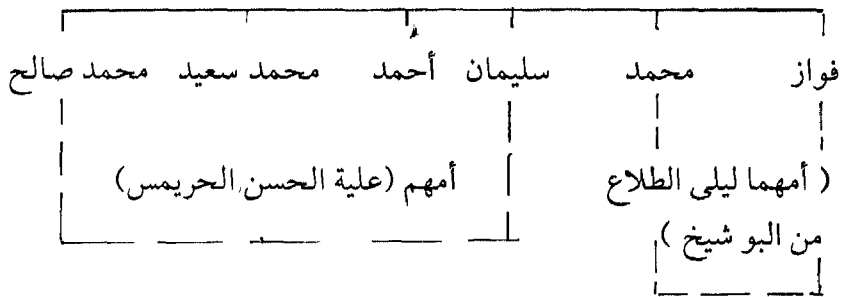 فواز محمد سليمان أحمد محمد سعيد محمد صالح
( أمهما ليلى الطلاع
من البو شيخ )
أمهم (علية الحسن الحريمس)